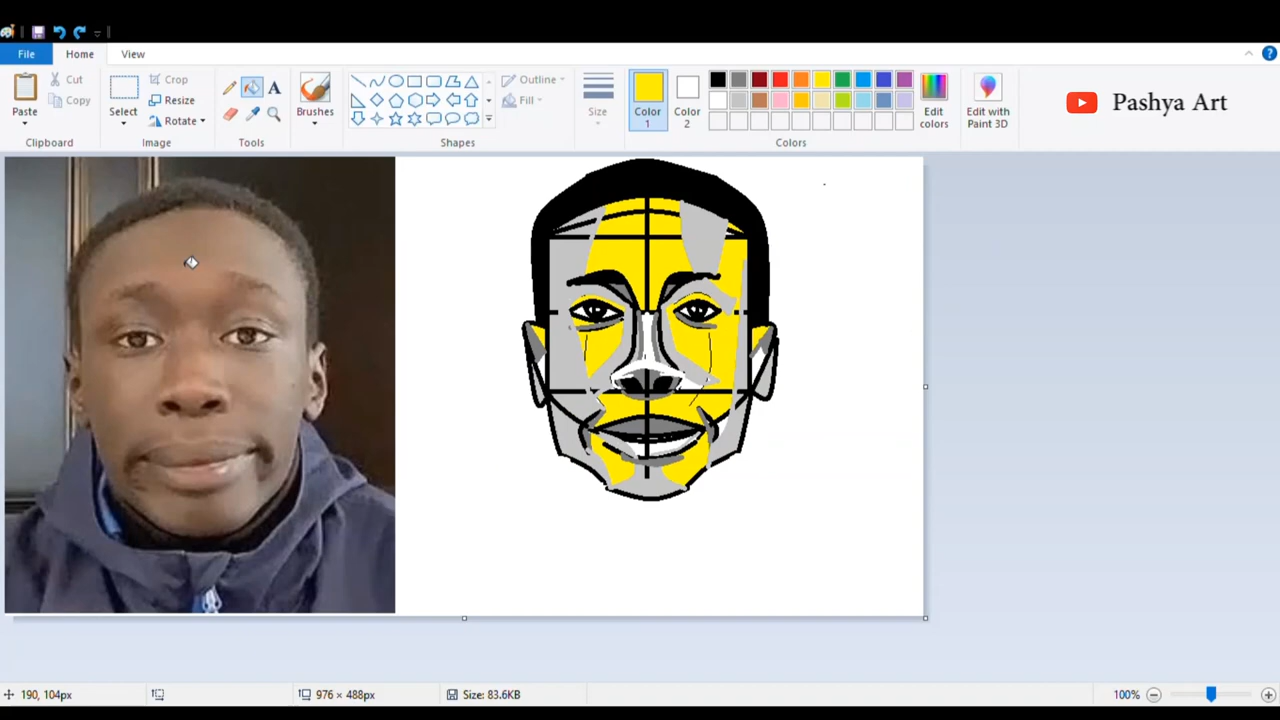 File Home View
Paste Cut Copy Clipboard
Select Crop Resize Rotate Image
A Tools
Brushes
Outline Fill Shapes
Size
Color 1 Color 2 Edit colors Colors
Edit with Paint 3D
Pashya Art
190, 104px 976 × 488px Size: 83.6KB 100%